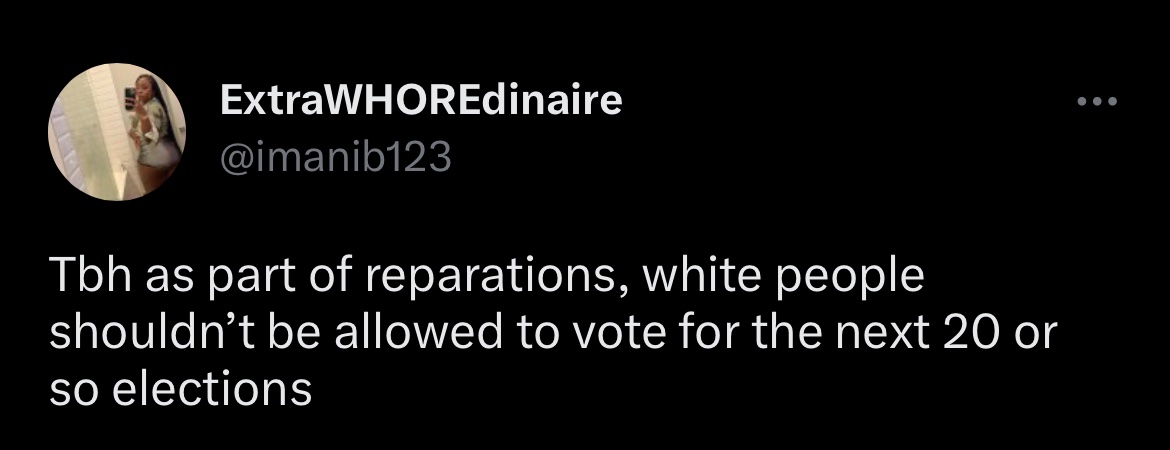 ExtraWHOREdinaire
@imanib123
Tbh as part of reparations, white people
shouldn’t be allowed to vote for the next 20 or
so elections